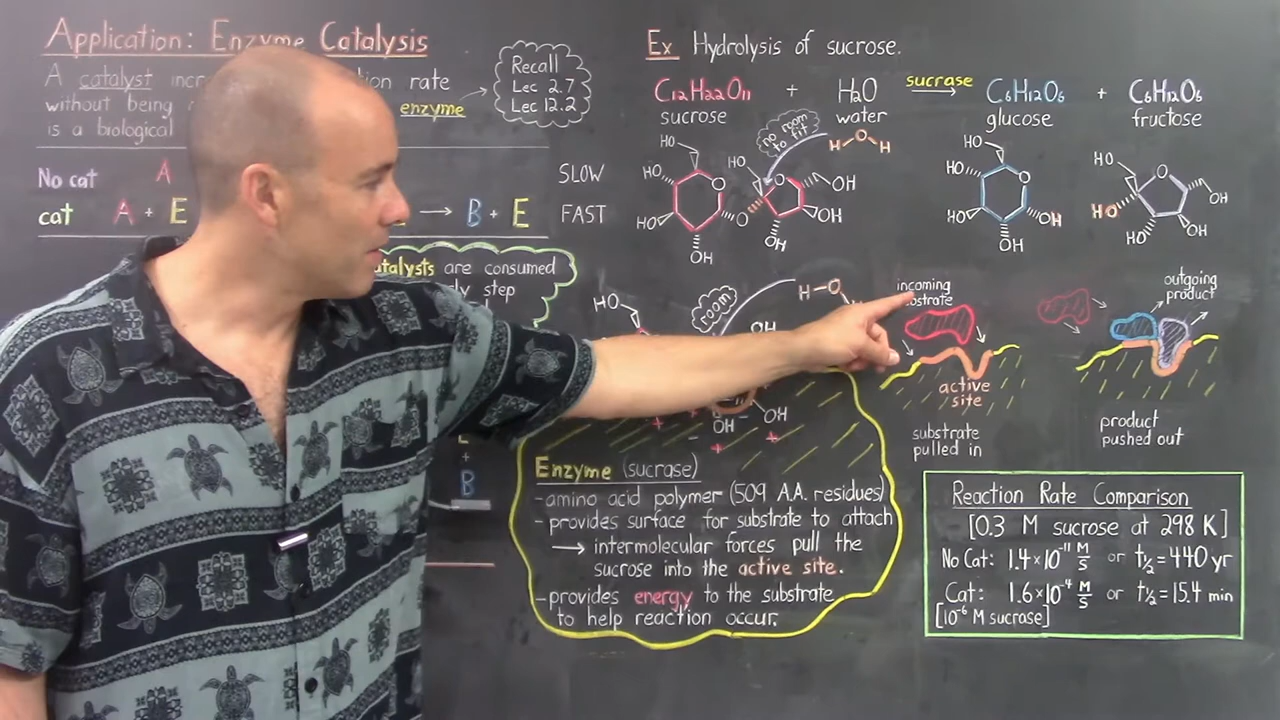 Application: Enzyme Catalysis
A catalyst incr tion rate
without being enzyme
is a biological
Recall
Lec 2.7
Lec 12.2
No cat A SLOW
cat A + E → B + E FAST
atalysts are consumed
step
E
+
B
Ex Hydrolysis of sucrose.
C12H22O11 + H2O sucrase → C6H12O6 + C6H12O6
sucrose water glucose fructose
no room
to fit
H O H
HO HO HO O O OH OH OH OH
HO HO HO O OH OH
HO HO O HO OH OH
HO
room
H-O H
OH
OH OH
+ - +
+
incoming
strate
active
site
substrate
pulled in
outgoing
product
product
pushed out
Enzyme (sucrase)
- amino acid polymer (509 A.A. residues)
- provides surface for substrate to attach
→ intermolecular forces pull the
sucrose into the active site.
- provides energy to the substrate
to help reaction occur.
Reaction Rate Comparison
[0.3 M sucrose at 298 K]
No Cat: 1.4×10⁻¹¹ M/s or t½ = 440 yr
Cat: 1.6×10⁻⁴ M/s or t½ = 15.4 min
[10⁻⁶ M sucrase]